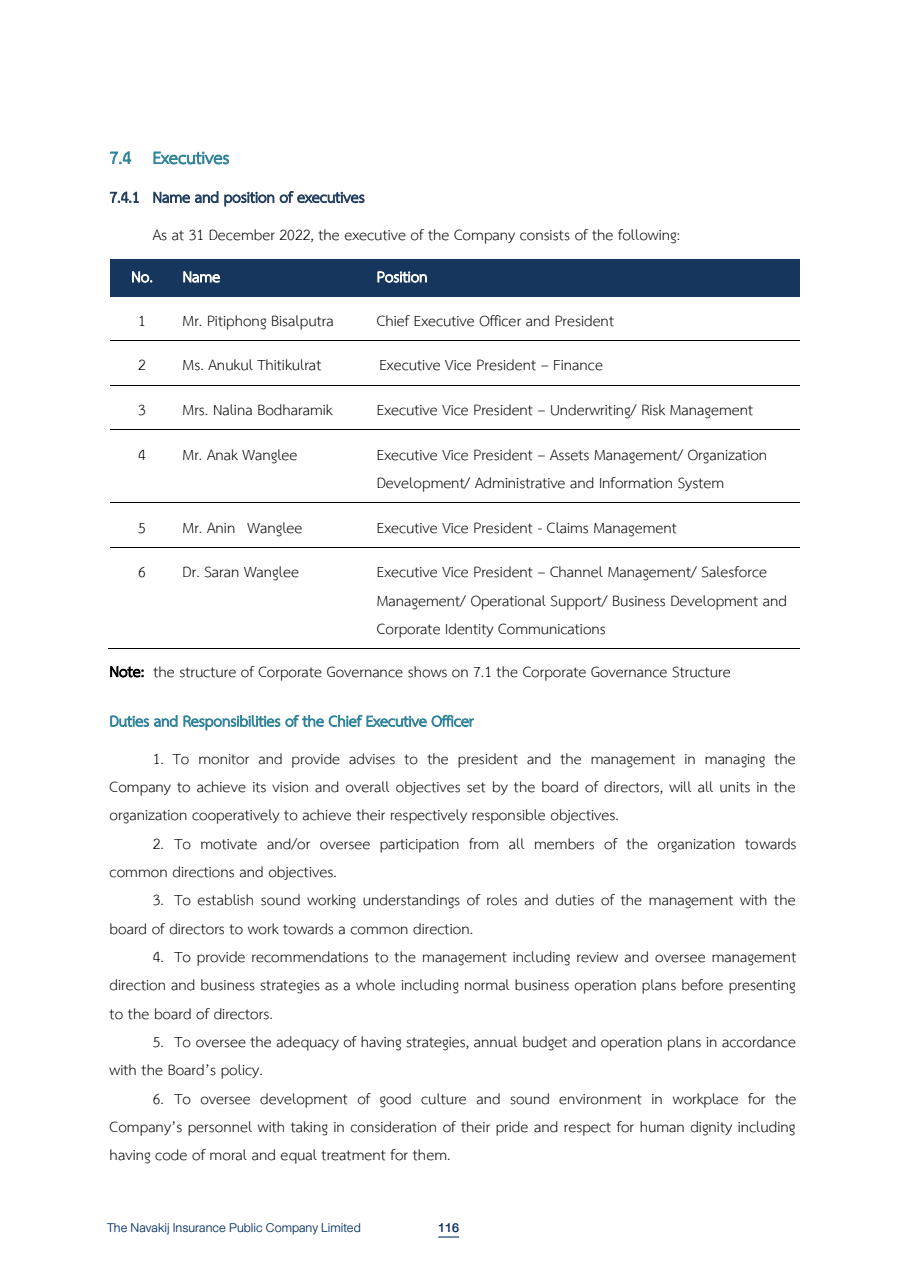 7.4 Executives
7.4.1 Name and position of executives
As at 31 December 2022, the executive of the Company consists of the following:
No. Name Position
1 Mr. Pitiphong Bisalputra Chief Executive Officer and President
2 Ms. Anukul Thitikulrat Executive Vice President – Finance
3 Mrs. Nalina Bodharamik Executive Vice President – Underwriting/ Risk Management
4 Mr. Anak Wanglee Executive Vice President – Assets Management/ Organization
Development/ Administrative and Information System
5 Mr. Anin Wanglee Executive Vice President - Claims Management
6 Dr. Saran Wanglee Executive Vice President – Channel Management/ Salesforce
Management/ Operational Support/ Business Development and
Corporate Identity Communications
Note: the structure of Corporate Governance shows on 7.1 the Corporate Governance Structure
Duties and Responsibilities of the Chief Executive Officer
1. To monitor and provide advises to the president and the management in managing the
Company to achieve its vision and overall objectives set by the board of directors, will all units in the
organization cooperatively to achieve their respectively responsible objectives.
2. To motivate and/or oversee participation from all members of the organization towards
common directions and objectives.
3. To establish sound working understandings of roles and duties of the management with the
board of directors to work towards a common direction.
4. To provide recommendations to the management including review and oversee management
direction and business strategies as a whole including normal business operation plans before presenting
to the board of directors.
5. To oversee the adequacy of having strategies, annual budget and operation plans in accordance
with the Board’s policy.
6. To oversee development of good culture and sound environment in workplace for the
Company’s personnel with taking in consideration of their pride and respect for human dignity including
having code of moral and equal treatment for them.
The Navakij Insurance Public Company Limited 116